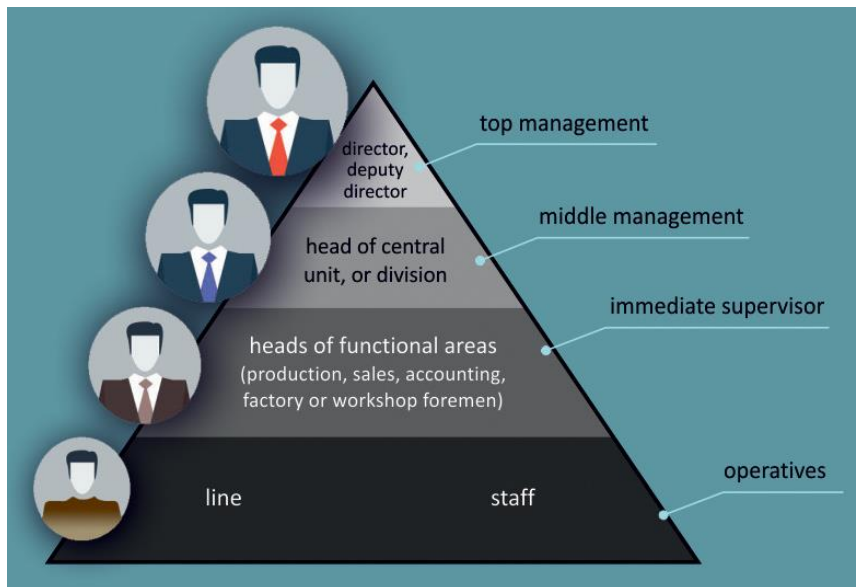 top management
director,
deputy
director
middle management
head of central
unit, or division
immediate supervisor
heads of functional areas
(production, sales, accounting,
factory or workshop foremen)
operatives
line staff